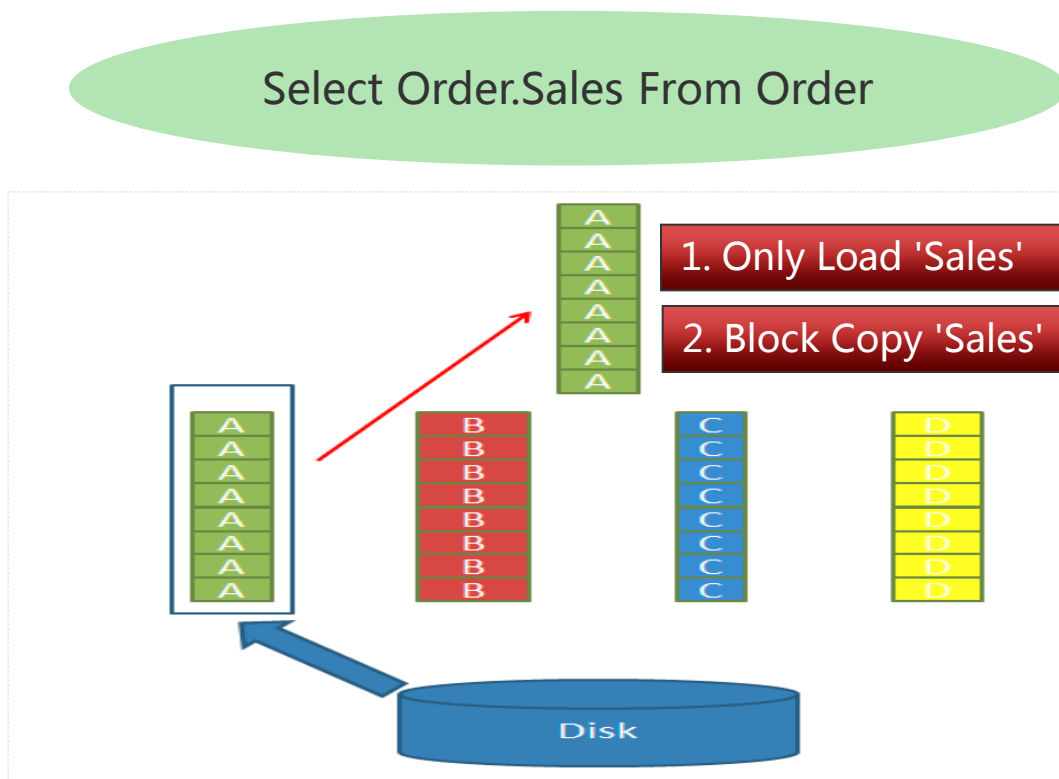 Select Order.Sales From Order
A
A
A
A
A
A
A
A
1. Only Load 'Sales'
2. Block Copy 'Sales'
A B C D
A B C D
A B C D
A B C D
A B C D
A B C D
A B C D
A B C D
Disk